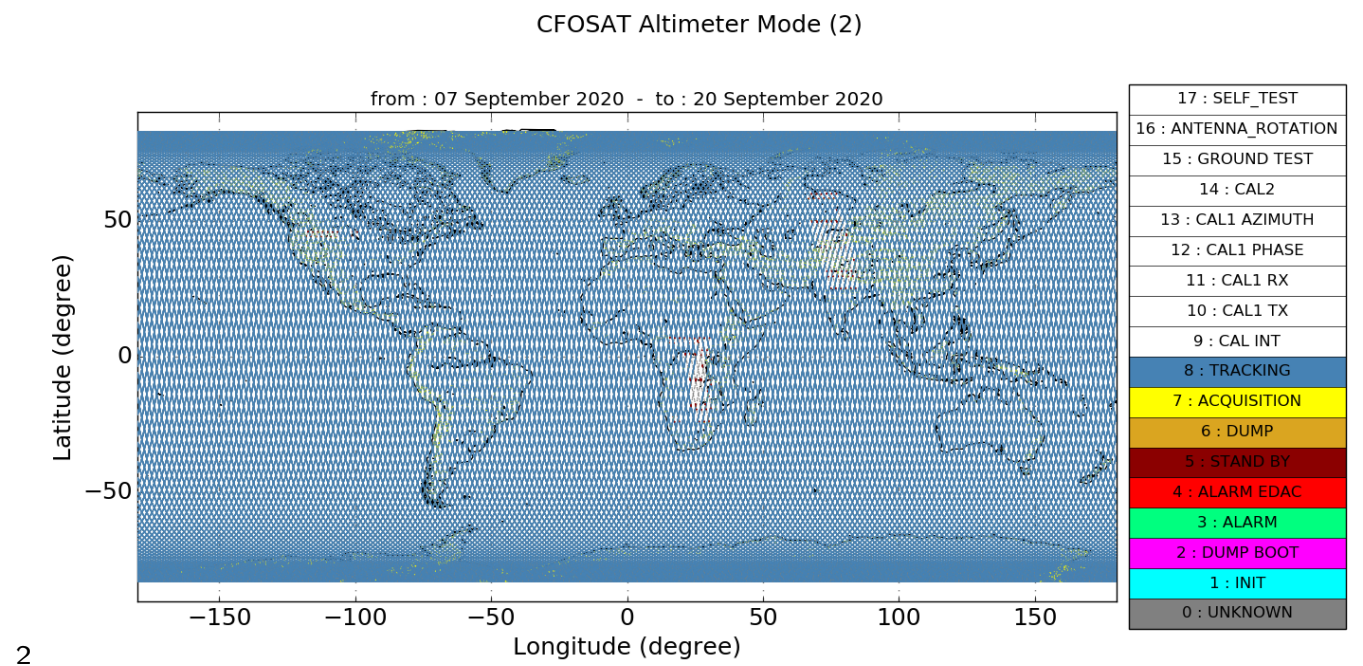 CFOSAT Altimeter Mode (2)
from : 07 September 2020 - to : 20 September 2020
17 : SELF_TEST
16 : ANTENNA_ROTATION
15 : GROUND TEST
14 : CAL2
13 : CAL1 AZIMUTH
12 : CAL1 PHASE
11 : CAL1 RX
10 : CAL1 TX
9 : CAL INT
8 : TRACKING
7 : ACQUISITION
6 : DUMP
5 : STAND BY
4 : ALARM EDAC
3 : ALARM
2 : DUMP BOOT
1 : INIT
0 : UNKNOWN
Latitude (degree)
50
0
−50
−150 −100 −50 0 50 100 150
Longitude (degree)
2